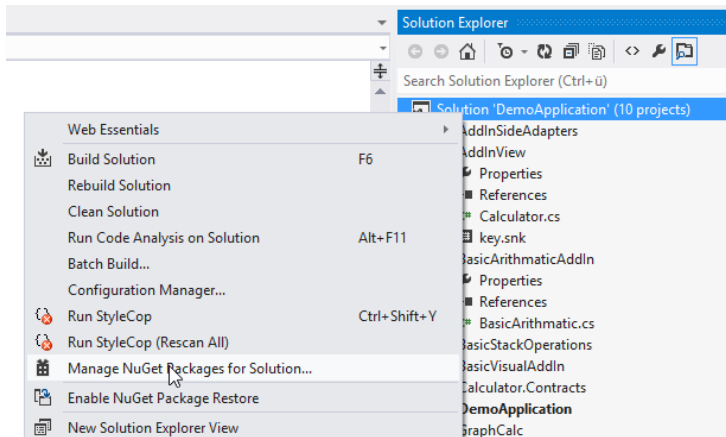 Solution Explorer
Search Solution Explorer (Ctrl+ü)
Solution 'DemoApplication' (10 projects)
AddInSideAdapters
AddInView
Properties
References
Calculator.cs
key.snk
BasicArithmaticAddIn
Properties
References
BasicArithmatic.cs
BasicStackOperations
BasicVisualAddIn
Calculator.Contracts
DemoApplication
GraphCalc
Web Essentials
Build Solution F6
Rebuild Solution
Clean Solution
Run Code Analysis on Solution Alt+F11
Batch Build...
Configuration Manager...
Run StyleCop Ctrl+Shift+Y
Run StyleCop (Rescan All)
Manage NuGet Packages for Solution...
Enable NuGet Package Restore
New Solution Explorer View